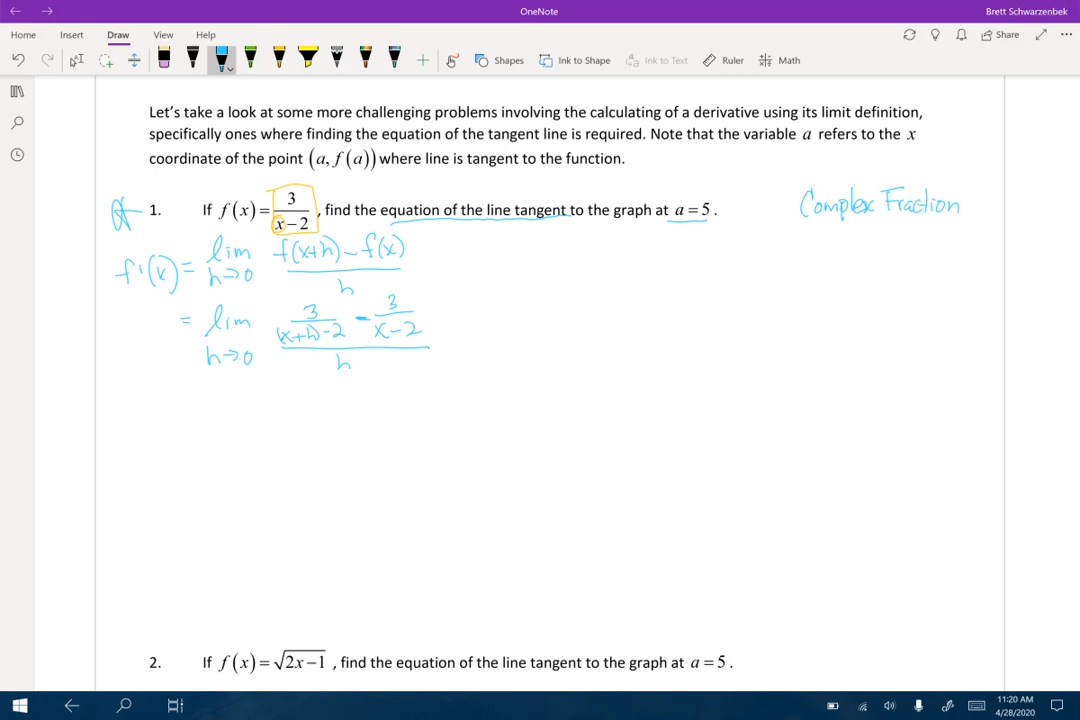 OneNote
Brett Schwarzenbek
Home Insert Draw View Help
Share
Shapes Ink to Shape Ink to Text Ruler Math
Let's take a look at some more challenging problems involving the calculating of a derivative using its limit definition,
specifically ones where finding the equation of the tangent line is required. Note that the variable a refers to the x
coordinate of the point (a, f(a)) where line is tangent to the function.
1. If f(x) = 3/(x−2), find the equation of the line tangent to the graph at a = 5.
Complex Fraction
f'(x) = lim h→0 (f(x+h) − f(x))/h
= lim h→0 (3/((x+h)−2) − 3/(x−2))/h
2. If f(x) = √(2x−1), find the equation of the line tangent to the graph at a = 5.
11:20 AM
4/28/2020